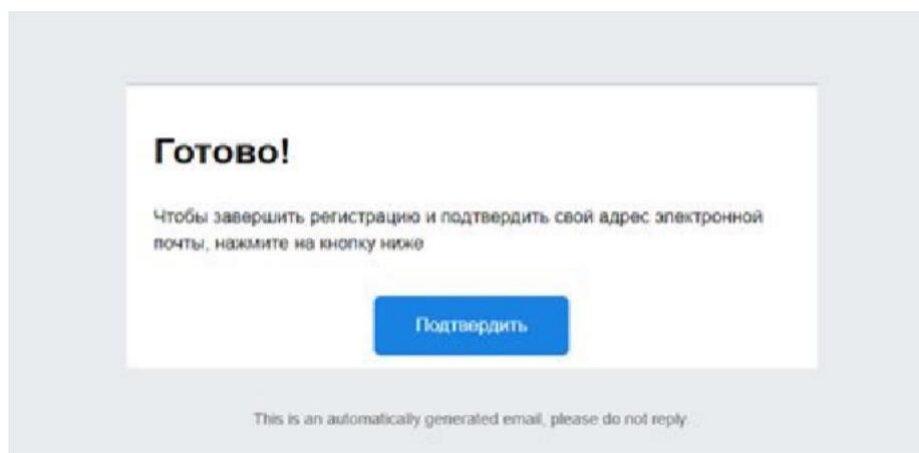 Готово!
Чтобы завершить регистрацию и подтвердить свой адрес электронной
почты, нажмите на кнопку ниже
Подтвердить
This is an automatically generated email, please do not reply.